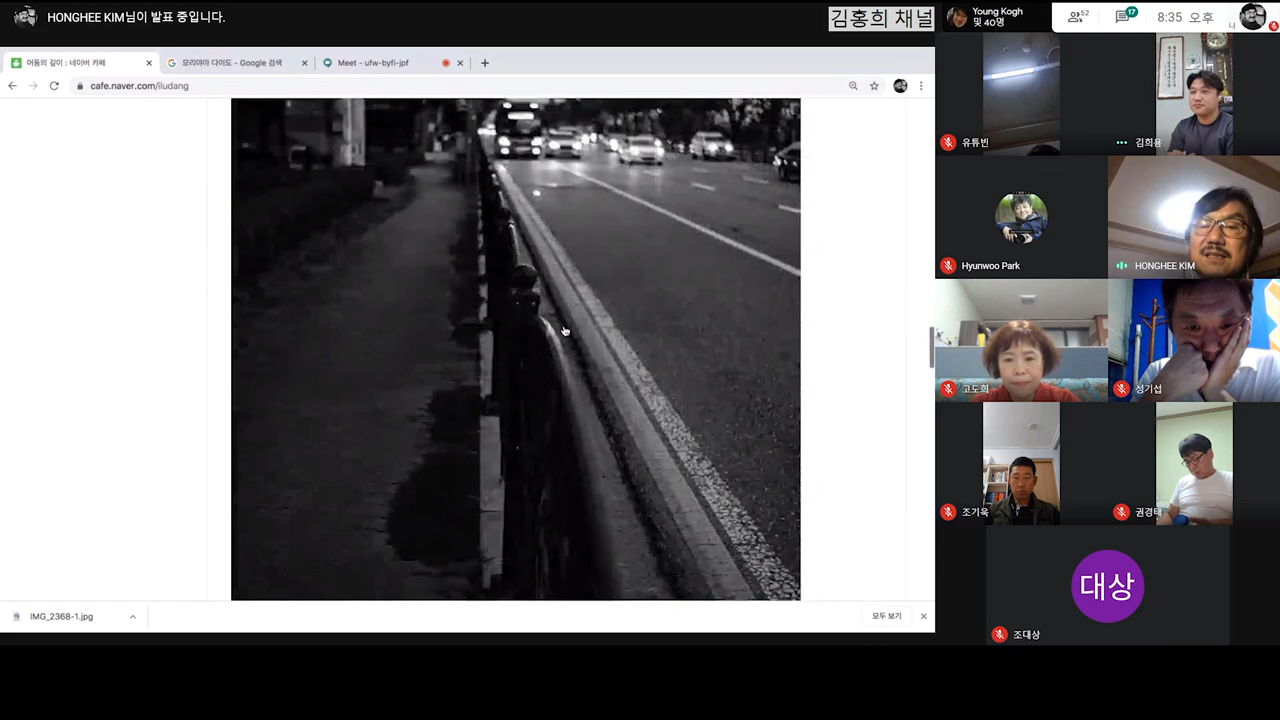 HONGHEE KIM님이 발표 중입니다.
김홍희 채널
Young Kogh
및 40명
52
17
8:35 오후
나
어둠의 깊이 : 네이버 카페
모리야마 다이도 - Google 검색
Meet - ufw-byfi-jpf
cafe.naver.com/iludang
유튜빈
김희용
Hyunwoo Park
HONGHEE KIM
고도희
성기섭
조기욱
권경태
대상
조대상
IMG_2368-1.jpg
모두 보기